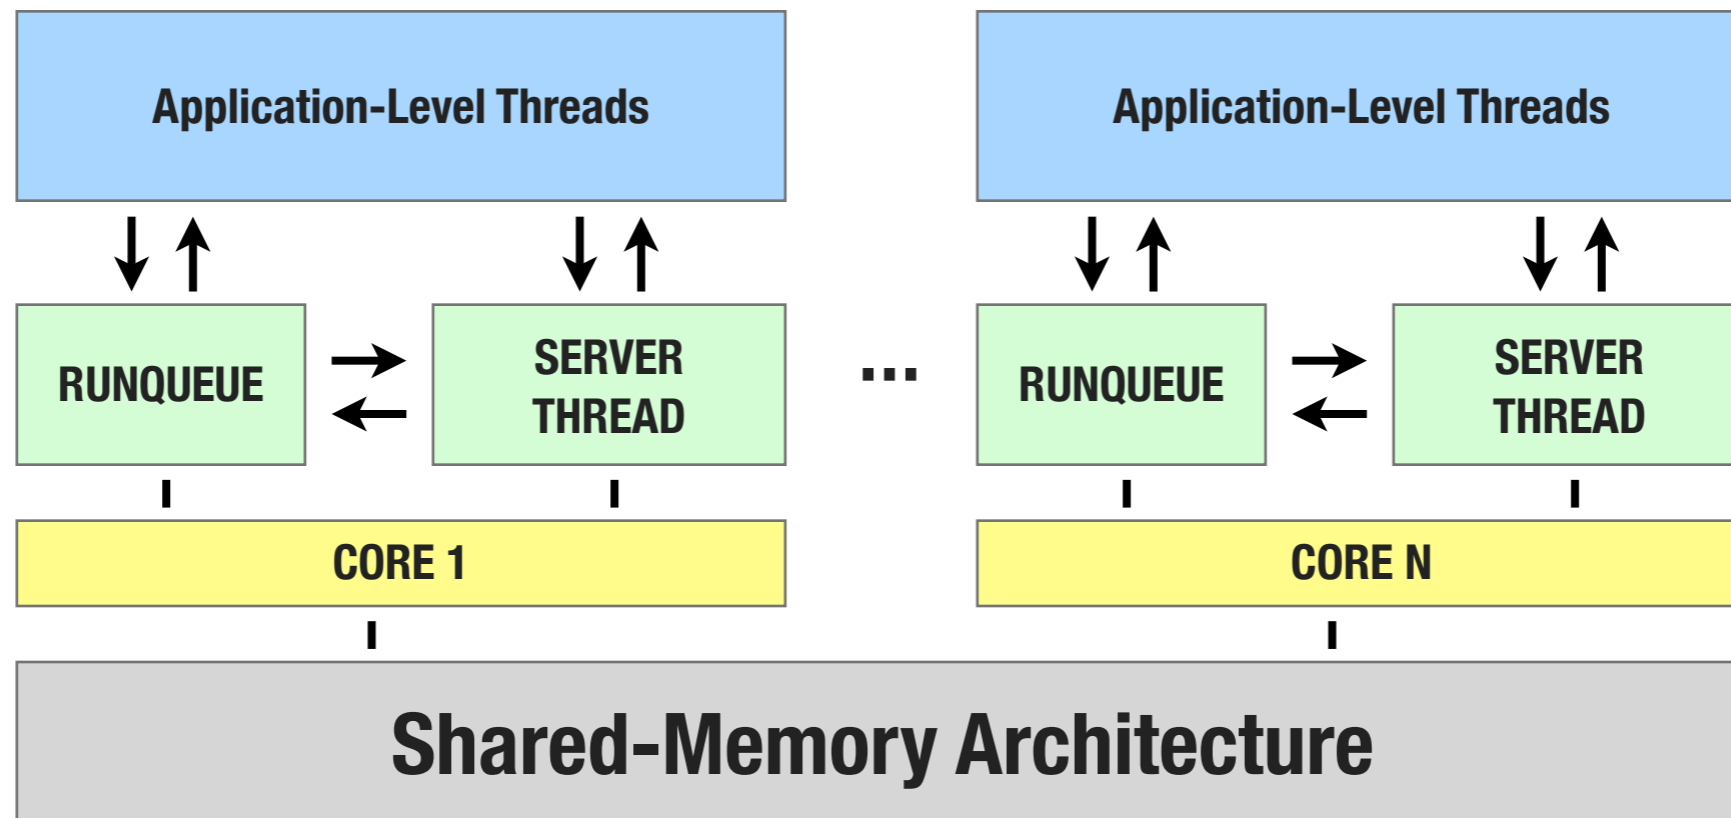 Application-Level Threads
Application-Level Threads
RUNQUEUE
SERVER
THREAD
...
RUNQUEUE
SERVER
THREAD
CORE 1
CORE N
Shared-Memory Architecture